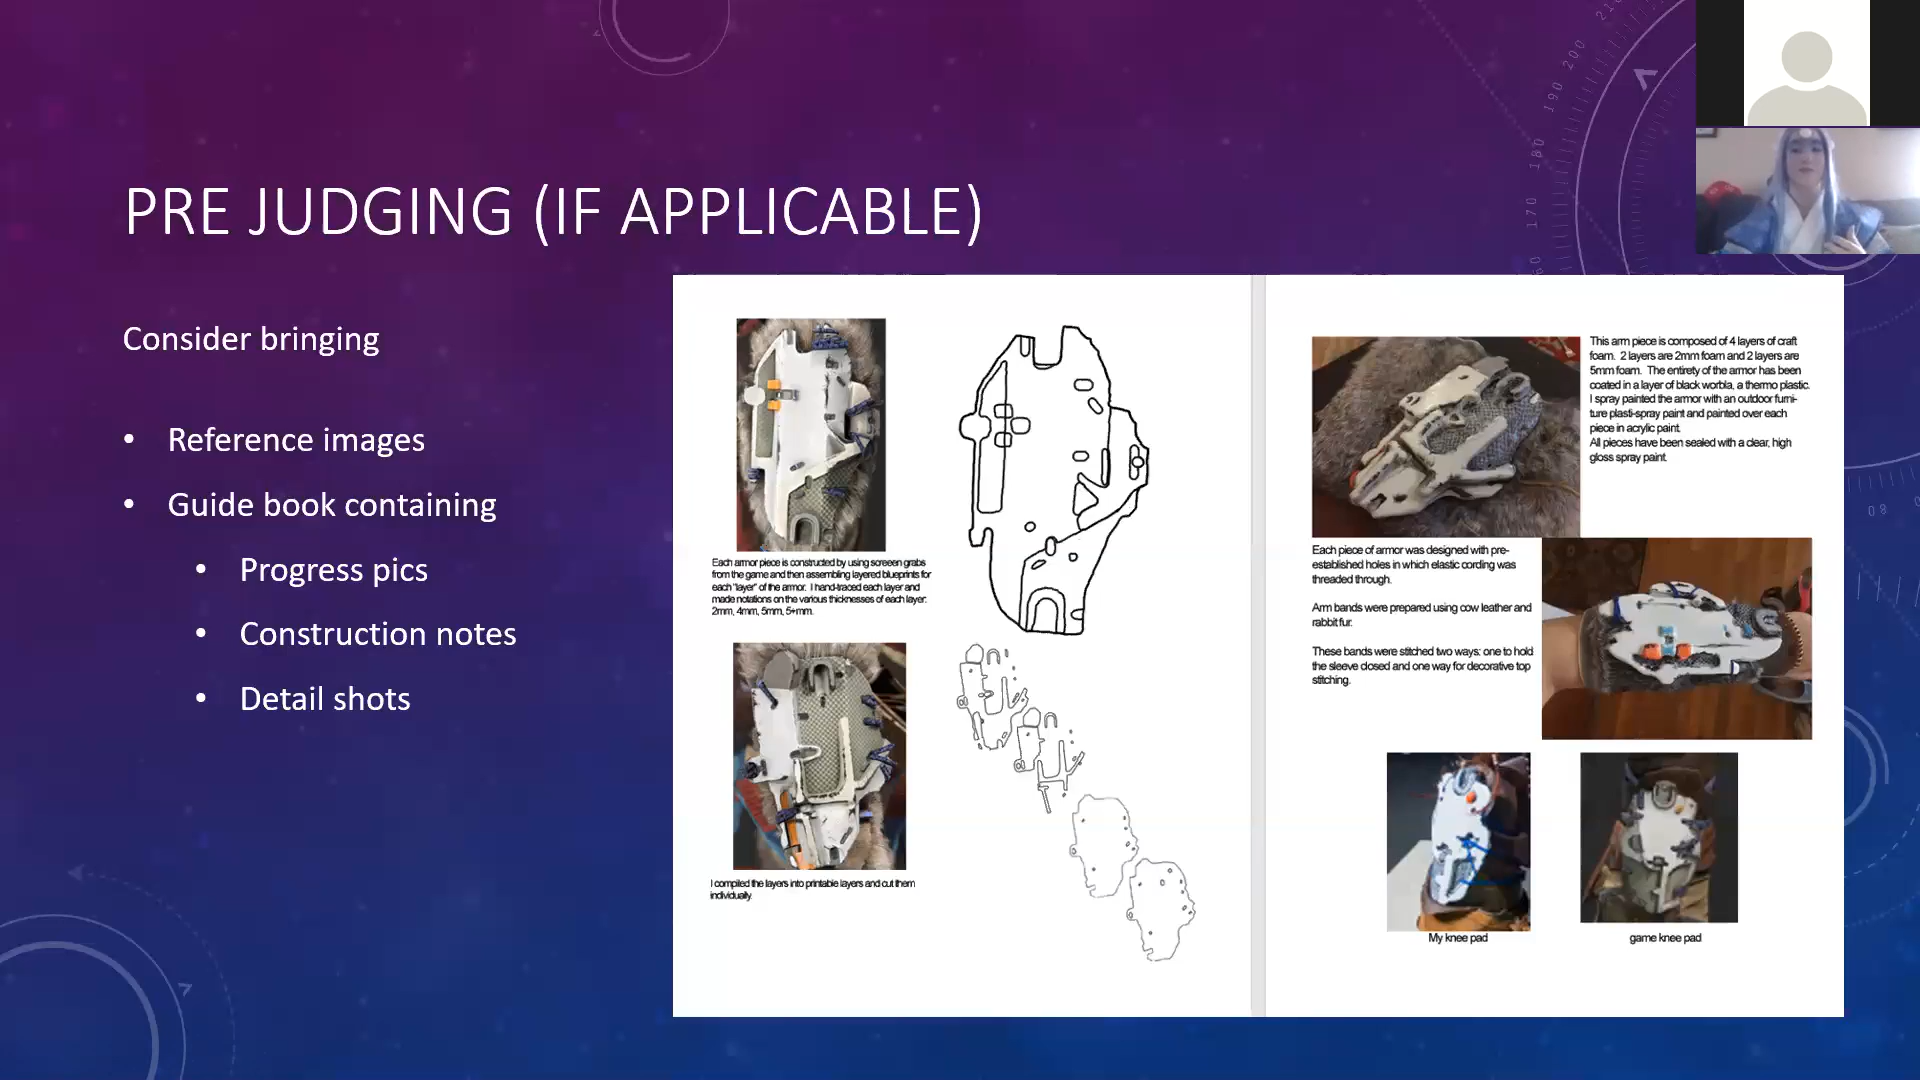 PRE JUDGING (IF APPLICABLE)
Consider bringing
• Reference images
• Guide book containing
• Progress pics
• Construction notes
• Detail shots
Each armor piece is constructed by using screeen grabs
from the game and then assembling layered blueprints for
each "layer" of the armor. I hand-traced each layer and
made notations on the various thicknesses of each layer:
2mm, 4mm, 5mm, 5+mm.
I compiled the layers into printable layers and cut them
individually.
This arm piece is composed of 4 layers of craft
foam. 2 layers are 2mm foam and 2 layers are
5mm foam. The entirety of the armor has been
coated in a layer of black worbla, a thermo plastic.
I spray painted the armor with an outdoor furni-
ture plasti-spray paint and painted over each
piece in acrylic paint.
All pieces have been sealed with a clear, high
gloss spray paint.
Each piece of armor was designed with pre-
established holes in which elastic cording was
threaded through.
Arm bands were prepared using cow leather and
rabbit fur.
These bands were stitched two ways: one to hold
the sleeve closed and one way for decorative top
stitching.
My knee pad
game knee pad
200
190
180
170